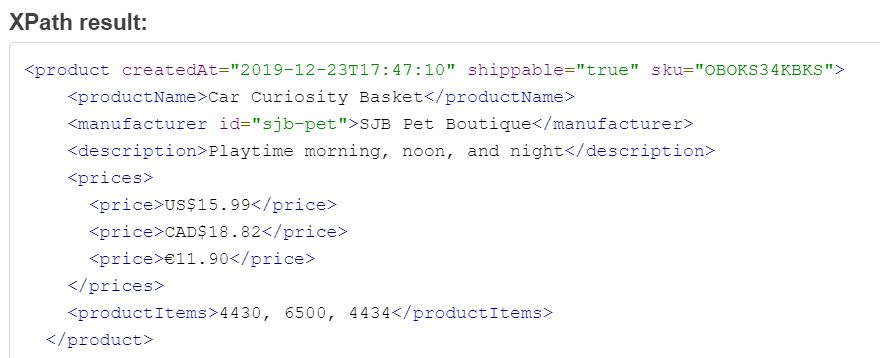 XPath result:
<product createdAt="2019-12-23T17:47:10" shippable="true" sku="OBOKS34KBKS">
<productName>Car Curiosity Basket</productName>
<manufacturer id="sjb-pet">SJB Pet Boutique</manufacturer>
<description>Playtime morning, noon, and night</description>
<prices>
<price>US$15.99</price>
<price>CAD$18.82</price>
<price>€11.90</price>
</prices>
<productItems>4430, 6500, 4434</productItems>
</product>